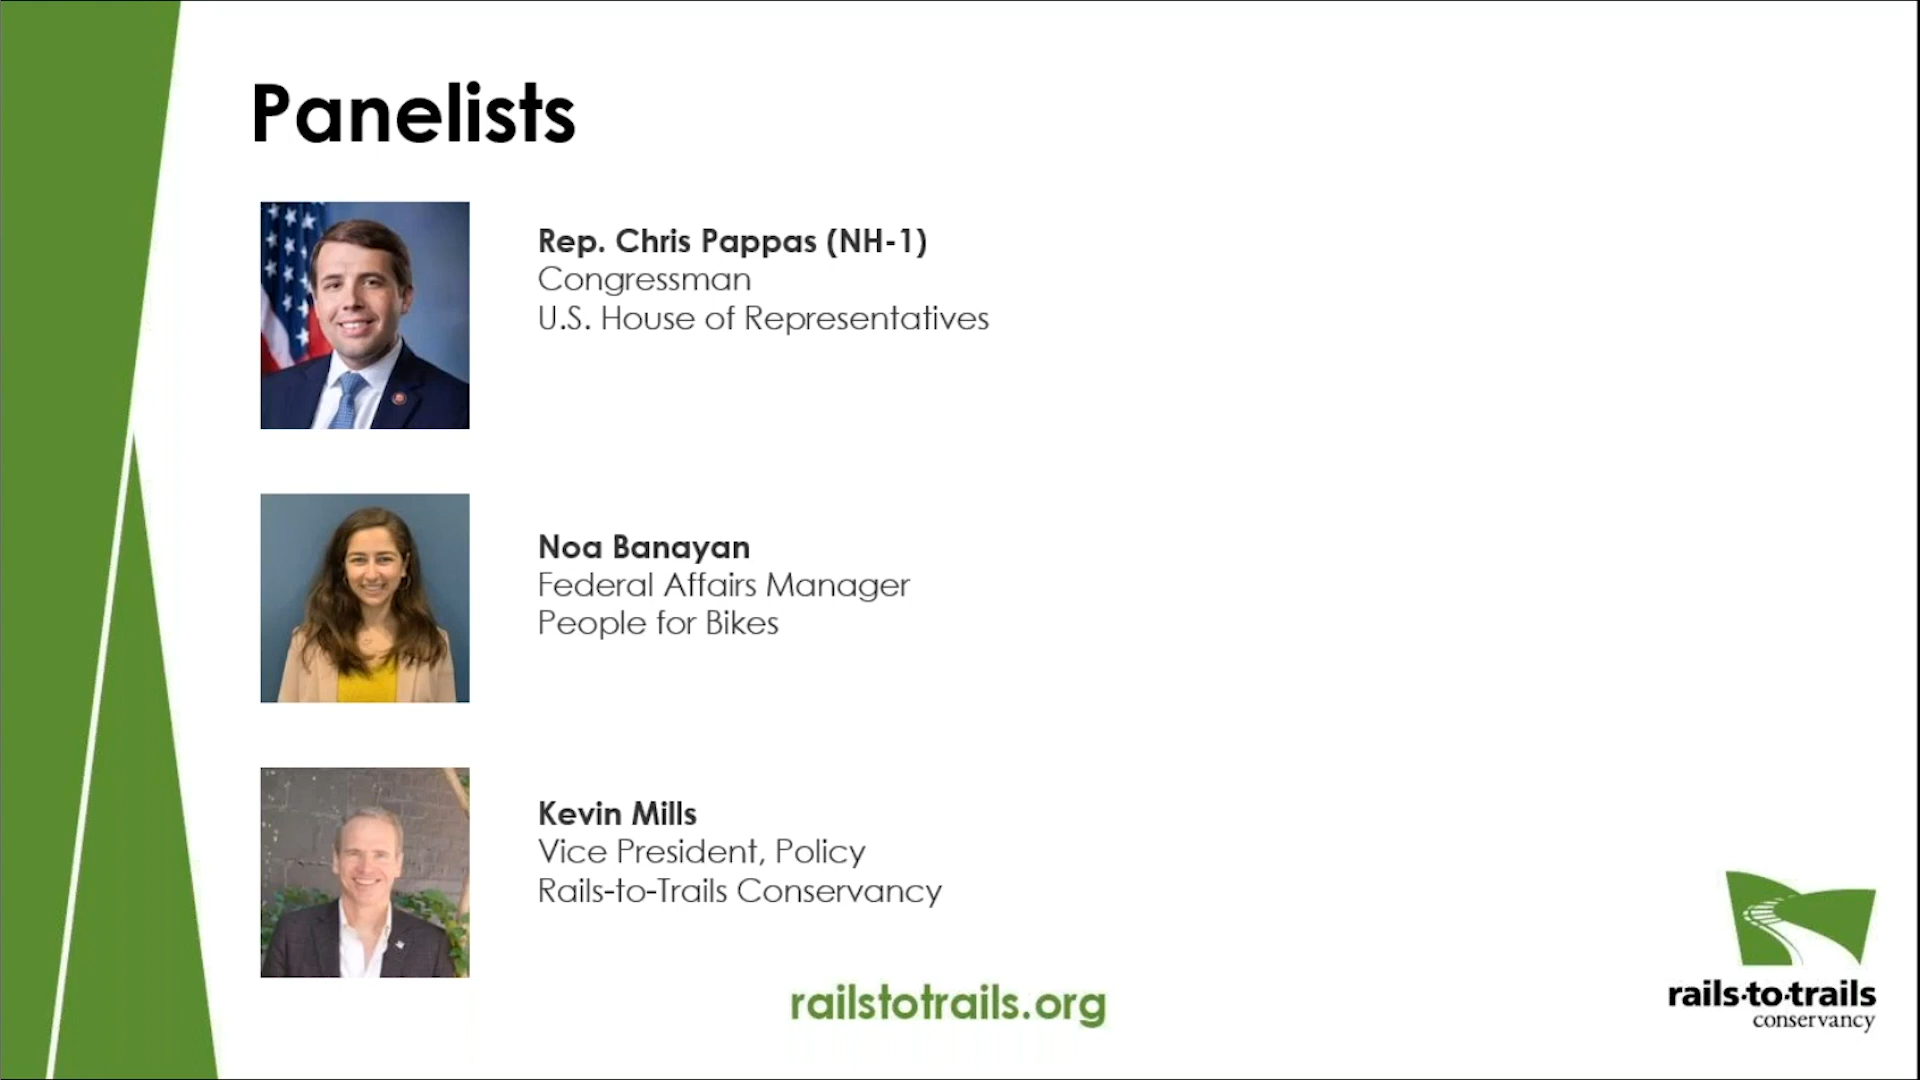 Panelists
Rep. Chris Pappas (NH-1)
Congressman
U.S. House of Representatives
Noa Banayan
Federal Affairs Manager
People for Bikes
Kevin Mills
Vice President, Policy
Rails-to-Trails Conservancy
railstotrails.org
rails·to·trails
conservancy